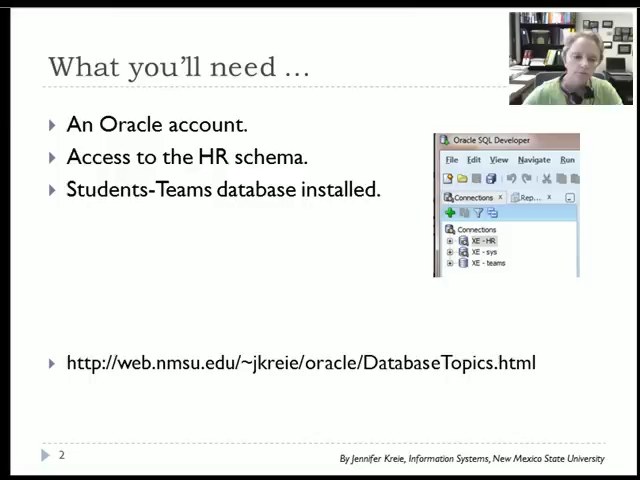 What you'll need …
An Oracle account.
Access to the HR schema.
Students-Teams database installed.
Oracle SQL Developer
File Edit View Navigate Run
Connections x Rep... x
Connections
XE - HR
XE - sys
XE - teams
http://web.nmsu.edu/~jkreie/oracle/DatabaseTopics.html
2
By Jennifer Kreie, Information Systems, New Mexico State University